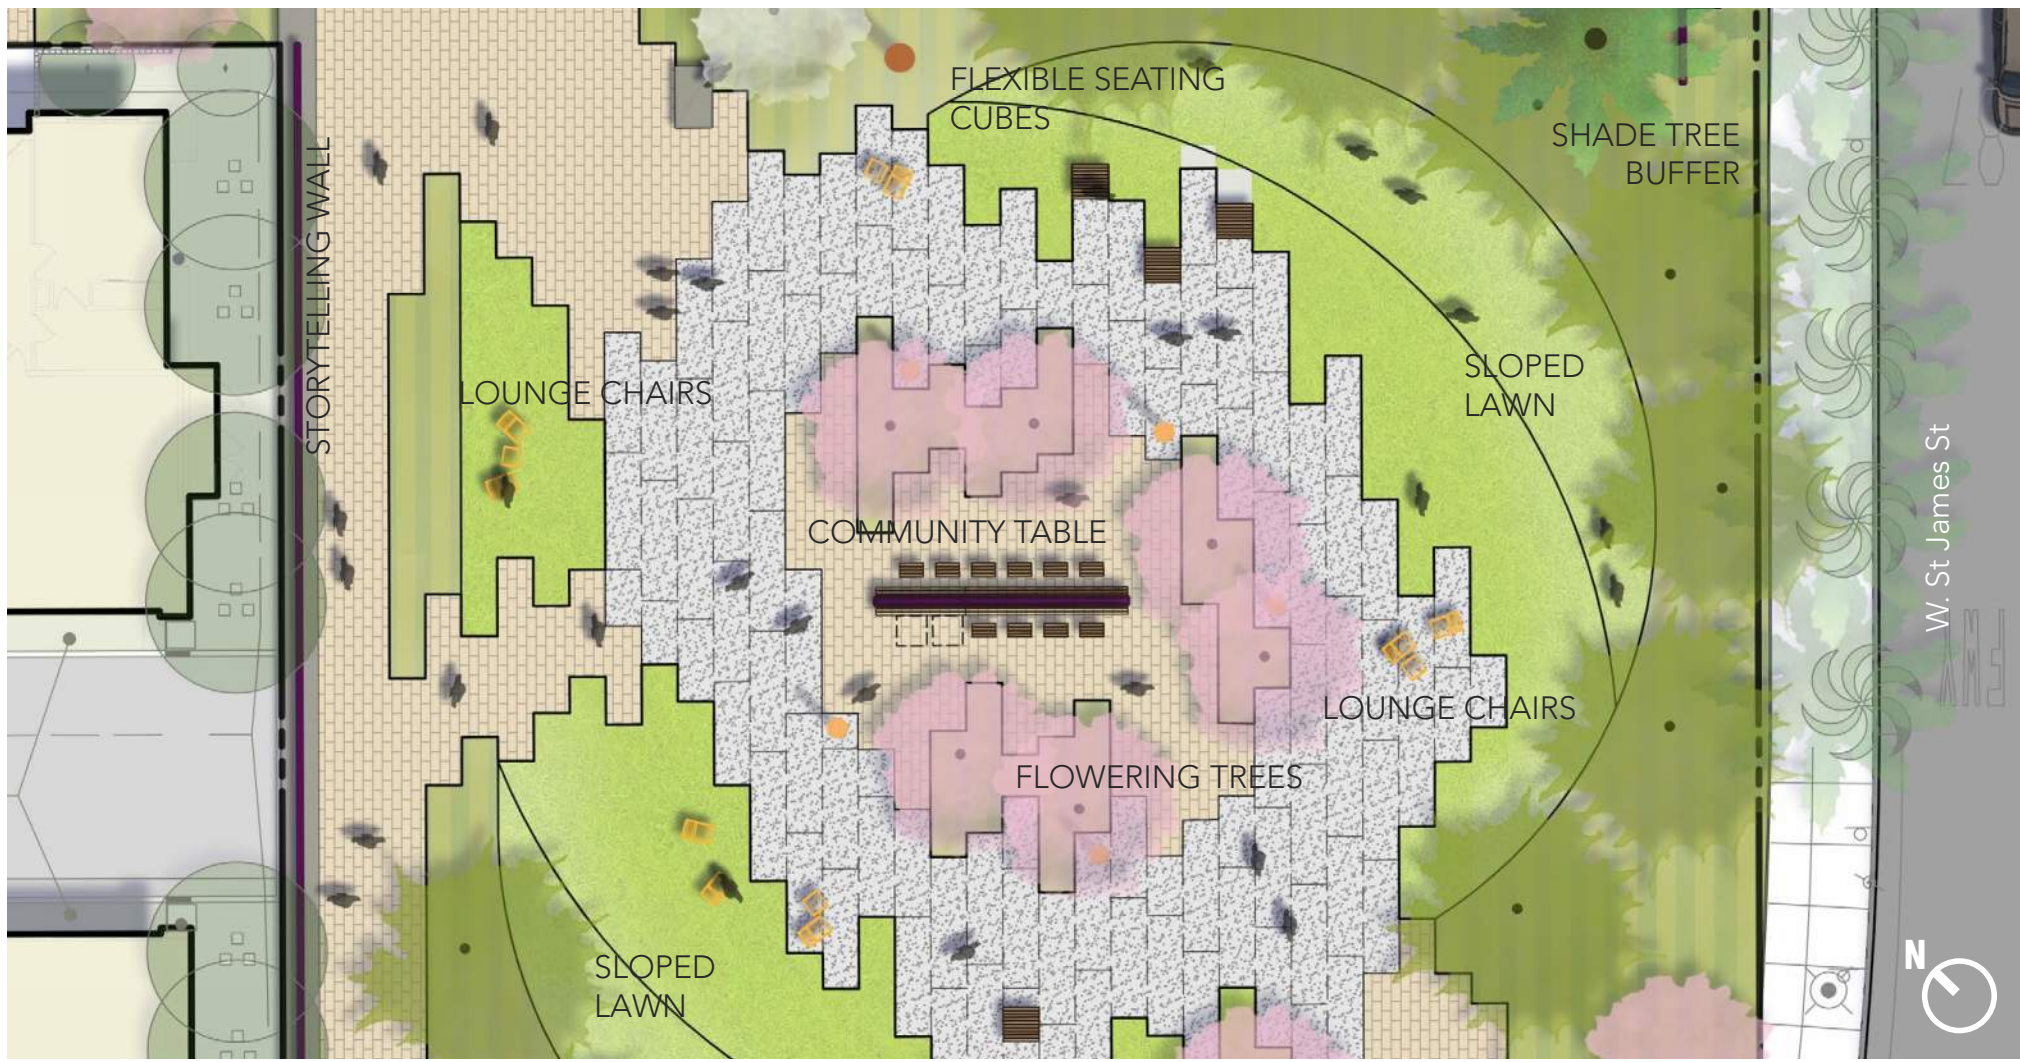 FLEXIBLE SEATING
CUBES
SHADE TREE
BUFFER
STORYTELLING WALL
LOUNGE CHAIRS
SLOPED
LAWN
COMMUNITY TABLE
W. St James St
LOUNGE CHAIRS
FLOWERING TREES
SLOPED
LAWN
N